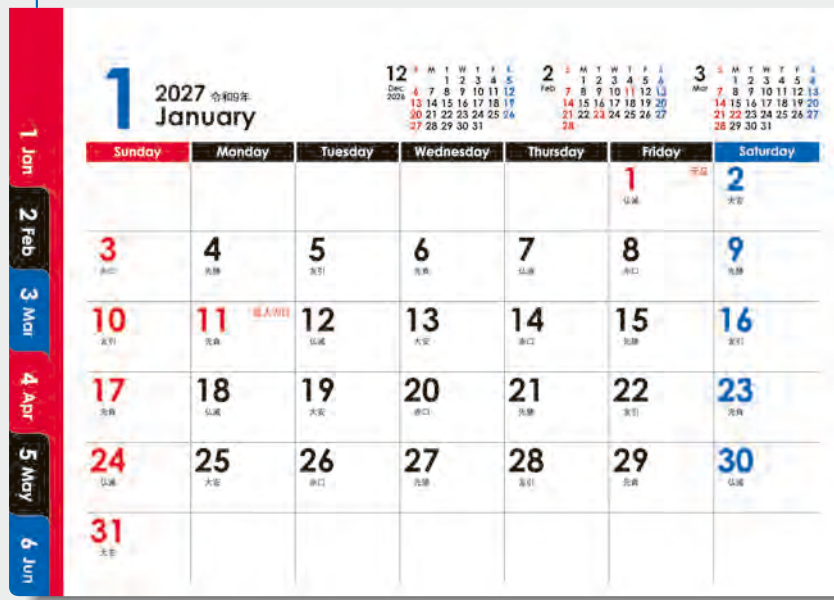 1
2027 令和9年
January
12
Dec
2026
S M T W T F S
1 2 3 4 5
6 7 8 9 10 11 12
13 14 15 16 17 18 19
20 21 22 23 24 25 26
27 28 29 30 31
2
Feb
S M T W T F S
1 2 3 4 5 6
7 8 9 10 11 12 13
14 15 16 17 18 19 20
21 22 23 24 25 26 27
28
3
Mar
S M T W T F S
1 2 3 4 5 6
7 8 9 10 11 12 13
14 15 16 17 18 19 20
21 22 23 24 25 26 27
28 29 30 31
Sunday Monday Tuesday Wednesday Thursday Friday Saturday
1 元旦 2
仏滅 大安
3 4 5 6 7 8 9
赤口 先勝 友引 先負 仏滅 赤口 先勝
10 11 成人の日 12 13 14 15 16
友引 先負 仏滅 大安 赤口 先勝 友引
17 18 19 20 21 22 23
先負 仏滅 大安 赤口 先勝 友引 先負
24 25 26 27 28 29 30
仏滅 大安 赤口 先勝 友引 先負 仏滅
31
大安
1 Jan
2 Feb
3 Mar
4 Apr
5 May
6 Jun